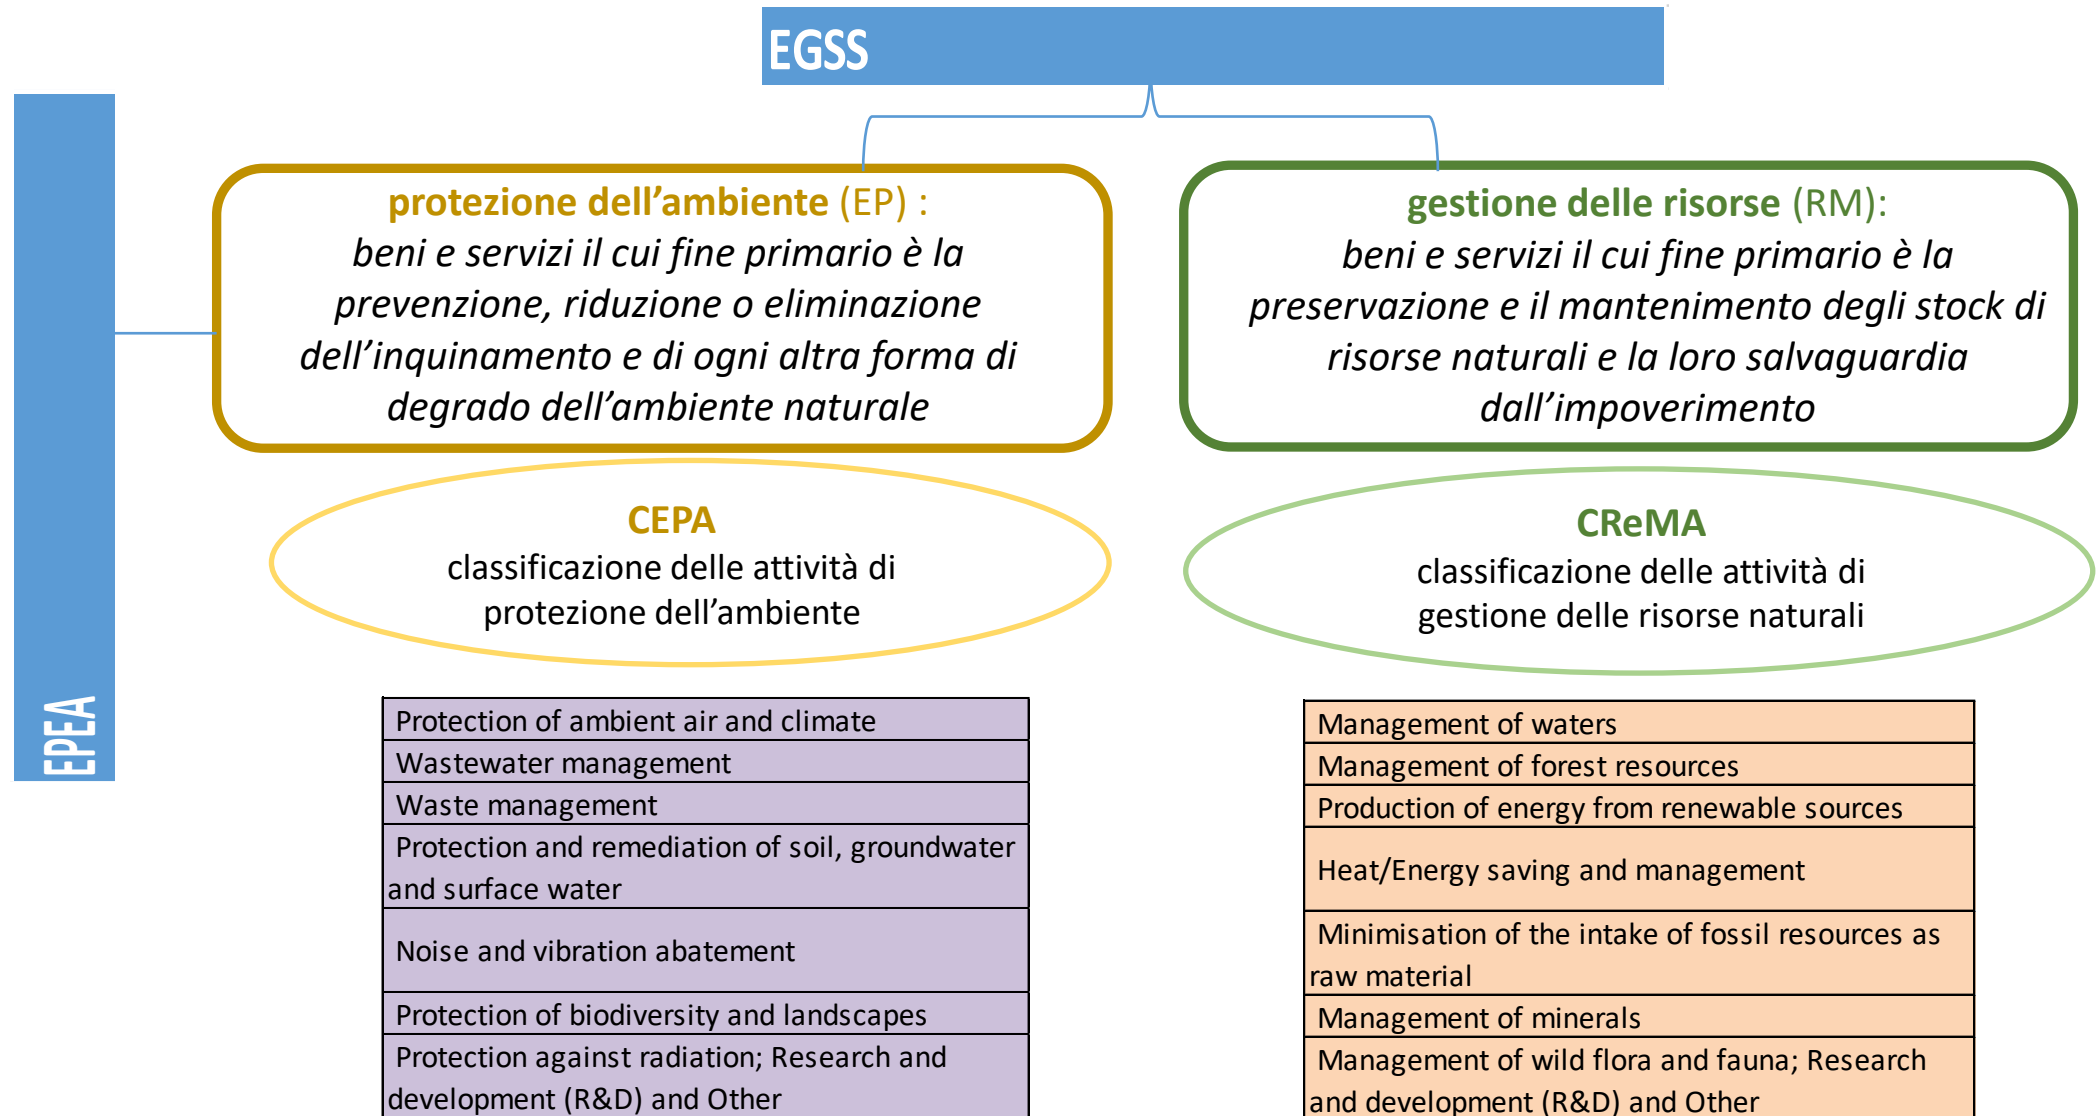 EGSS
EPEA
protezione dell’ambiente (EP) :
beni e servizi il cui fine primario è la
prevenzione, riduzione o eliminazione
dell’inquinamento e di ogni altra forma di
degrado dell’ambiente naturale
gestione delle risorse (RM):
beni e servizi il cui fine primario è la
preservazione e il mantenimento degli stock di
risorse naturali e la loro salvaguardia
dall’impoverimento
CEPA
classificazione delle attività di
protezione dell’ambiente
CReMA
classificazione delle attività di
gestione delle risorse naturali
Protection of ambient air and climate
Wastewater management
Waste management
Protection and remediation of soil, groundwater
and surface water
Noise and vibration abatement
Protection of biodiversity and landscapes
Protection against radiation; Research and
development (R&D) and Other
Management of waters
Management of forest resources
Production of energy from renewable sources
Heat/Energy saving and management
Minimisation of the intake of fossil resources as
raw material
Management of minerals
Management of wild flora and fauna; Research
and development (R&D) and Other